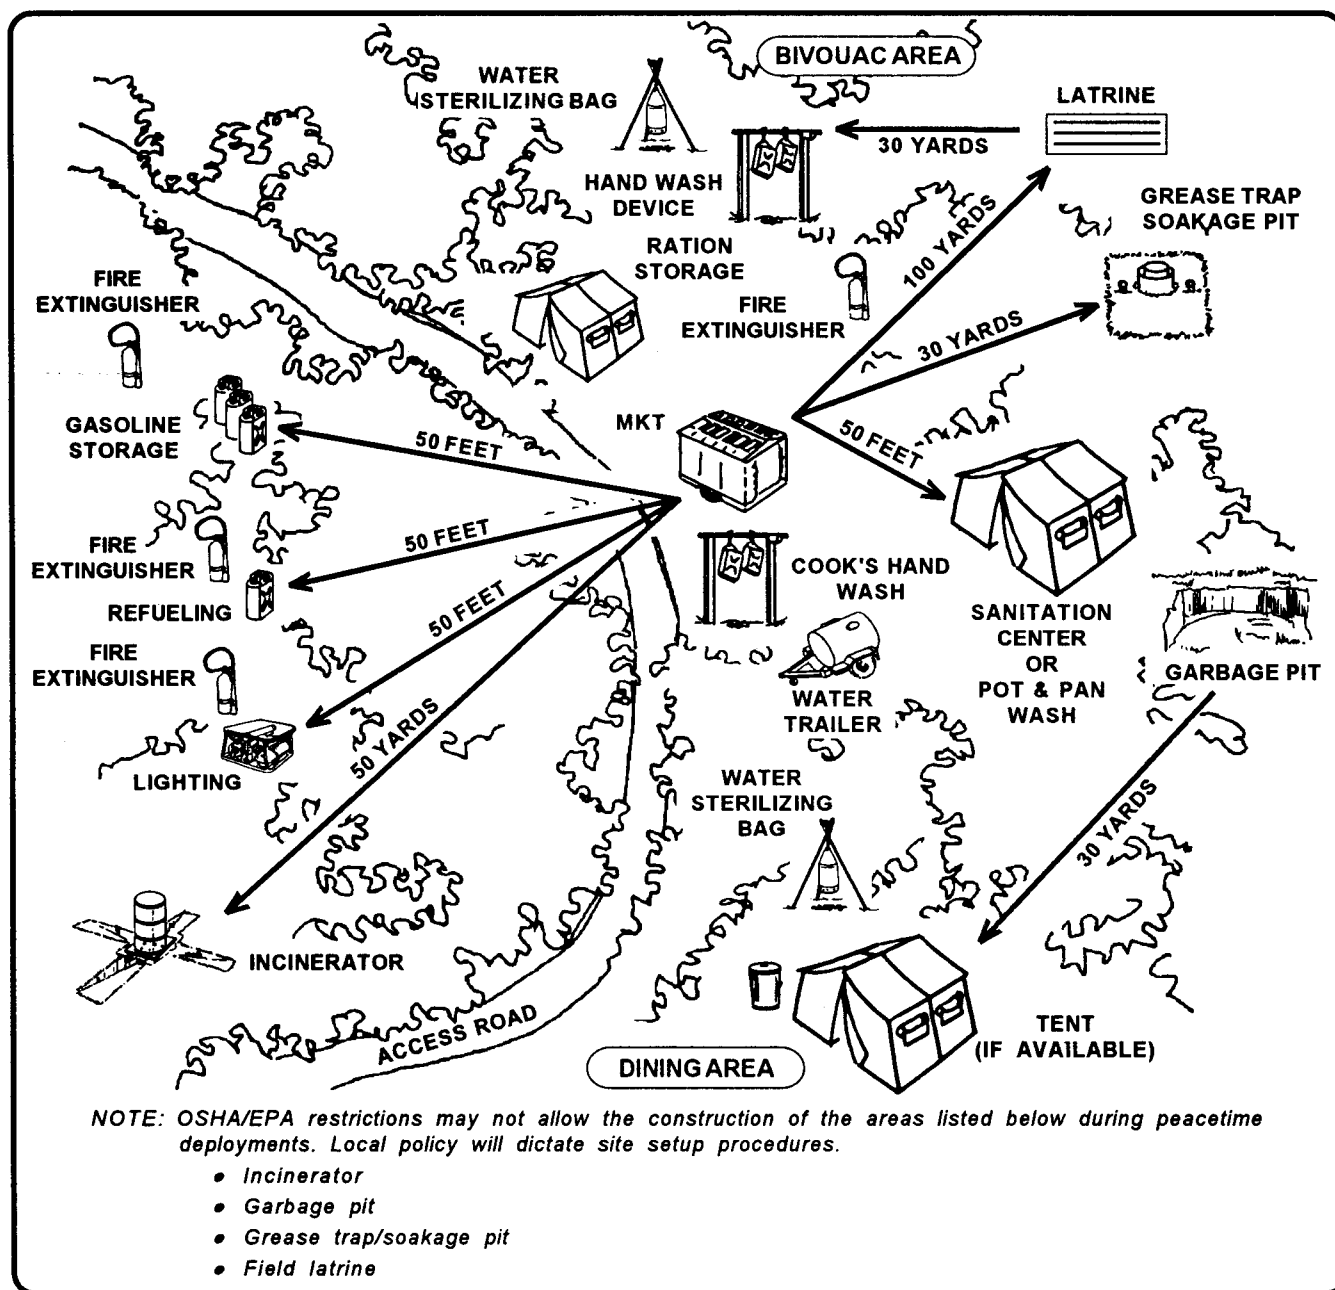 BIVOUAC AREA
WATER
STERILIZING BAG
LATRINE
30 YARDS
HAND WASH
DEVICE
GREASE TRAP
SOAKAGE PIT
100 YARDS
RATION
STORAGE
FIRE
EXTINGUISHER
FIRE
EXTINGUISHER
30 YARDS
GASOLINE
STORAGE
50 FEET
MKT
50 FEET
FIRE
EXTINGUISHER
50 FEET
COOK'S HAND
WASH
REFUELING
50 FEET
SANITATION
CENTER
OR
POT & PAN
WASH
GARBAGE PIT
FIRE
EXTINGUISHER
WATER
TRAILER
50 YARDS
LIGHTING
WATER
STERILIZING
BAG
30 YARDS
INCINERATOR
ACCESS ROAD
TENT
(IF AVAILABLE)
DINING AREA
NOTE: OSHA/EPA restrictions may not allow the construction of the areas listed below during peacetime
deployments. Local policy will dictate site setup procedures.
• Incinerator
• Garbage pit
• Grease trap/soakage pit
• Field latrine